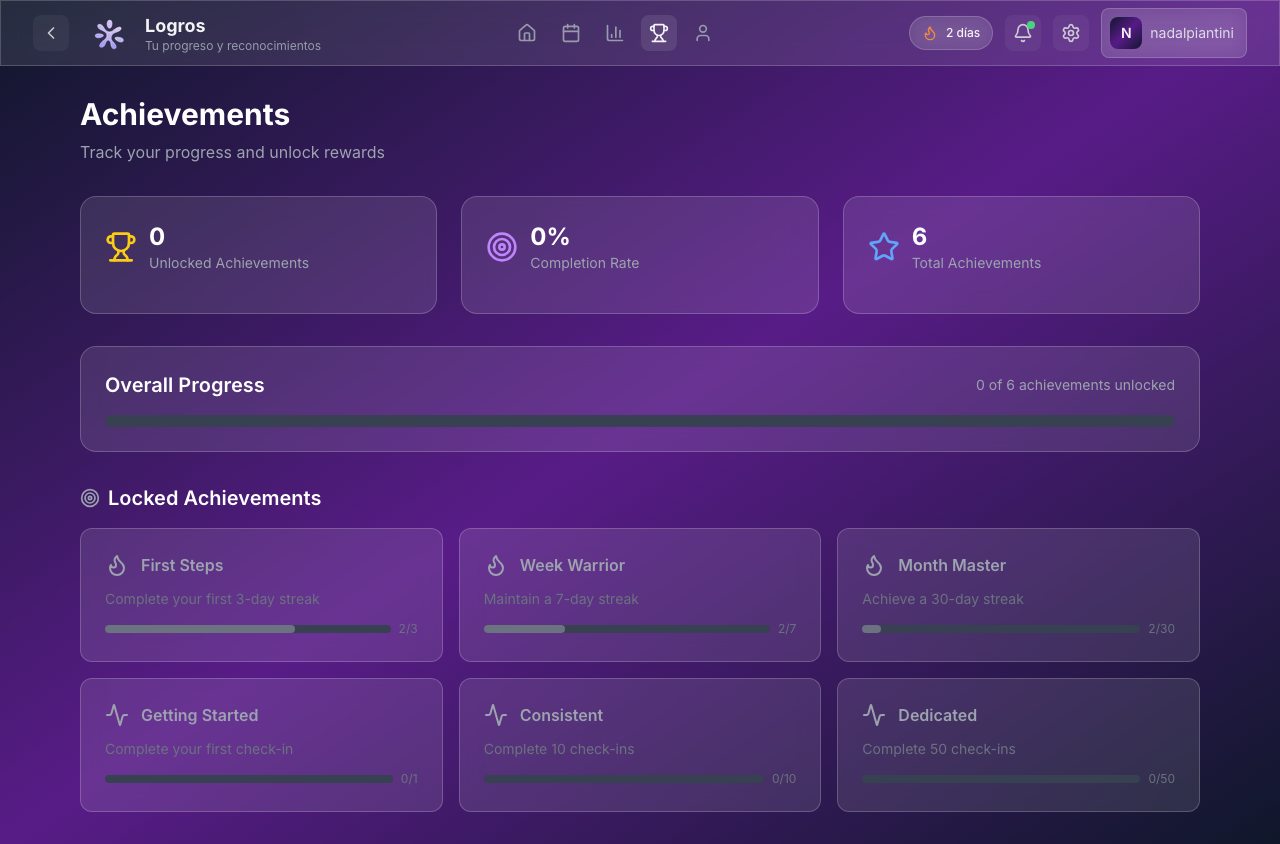 Logros
Tu progreso y reconocimientos
2 días
N
nadalpiantini
Achievements
Track your progress and unlock rewards
0
Unlocked Achievements
0%
Completion Rate
6
Total Achievements
Overall Progress
0 of 6 achievements unlocked
Locked Achievements
First Steps
Complete your first 3-day streak
2/3
Week Warrior
Maintain a 7-day streak
2/7
Month Master
Achieve a 30-day streak
2/30
Getting Started
Complete your first check-in
0/1
Consistent
Complete 10 check-ins
0/10
Dedicated
Complete 50 check-ins
0/50